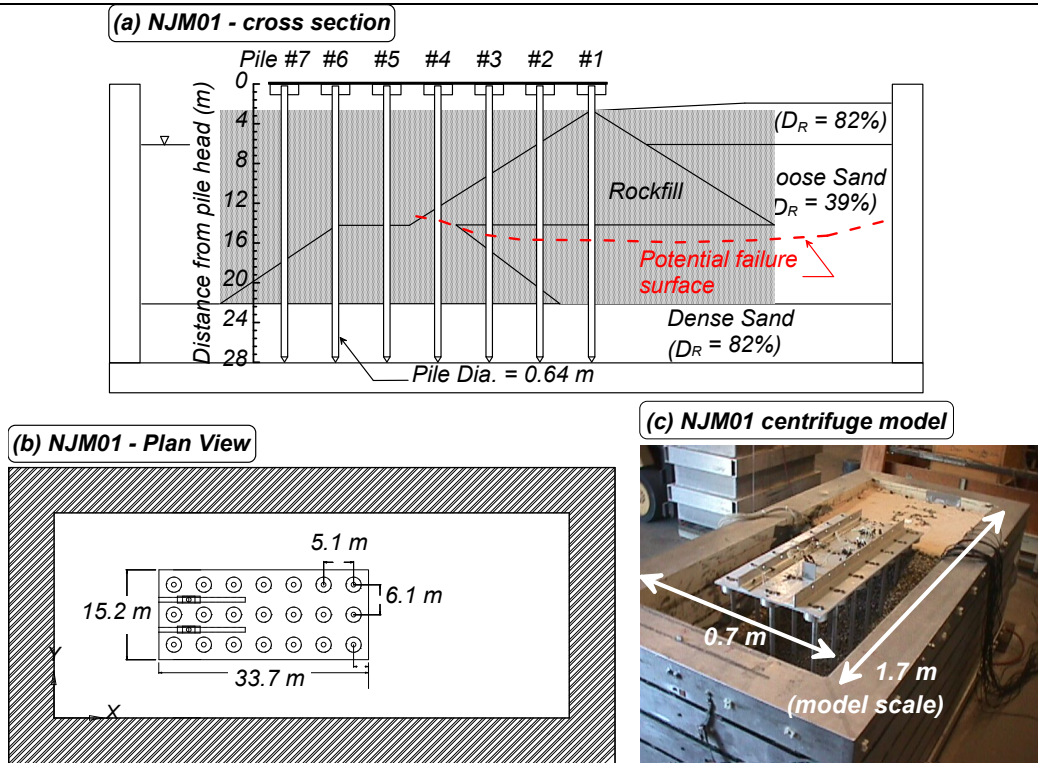 (a) NJM01 - cross section
Pile #7 #6 #5 #4 #3 #2 #1
Distance from pile head (m)
0
4
8
12
16
20
24
28
(D_R = 82%)
oose Sand
D_R = 39%)
Rockfill
Potential failure
surface
Dense Sand
(D_R = 82%)
Pile Dia. = 0.64 m
(b) NJM01 - Plan View
5.1 m
6.1 m
15.2 m
33.7 m
Y
X
(c) NJM01 centrifuge model
0.7 m
1.7 m
(model scale)